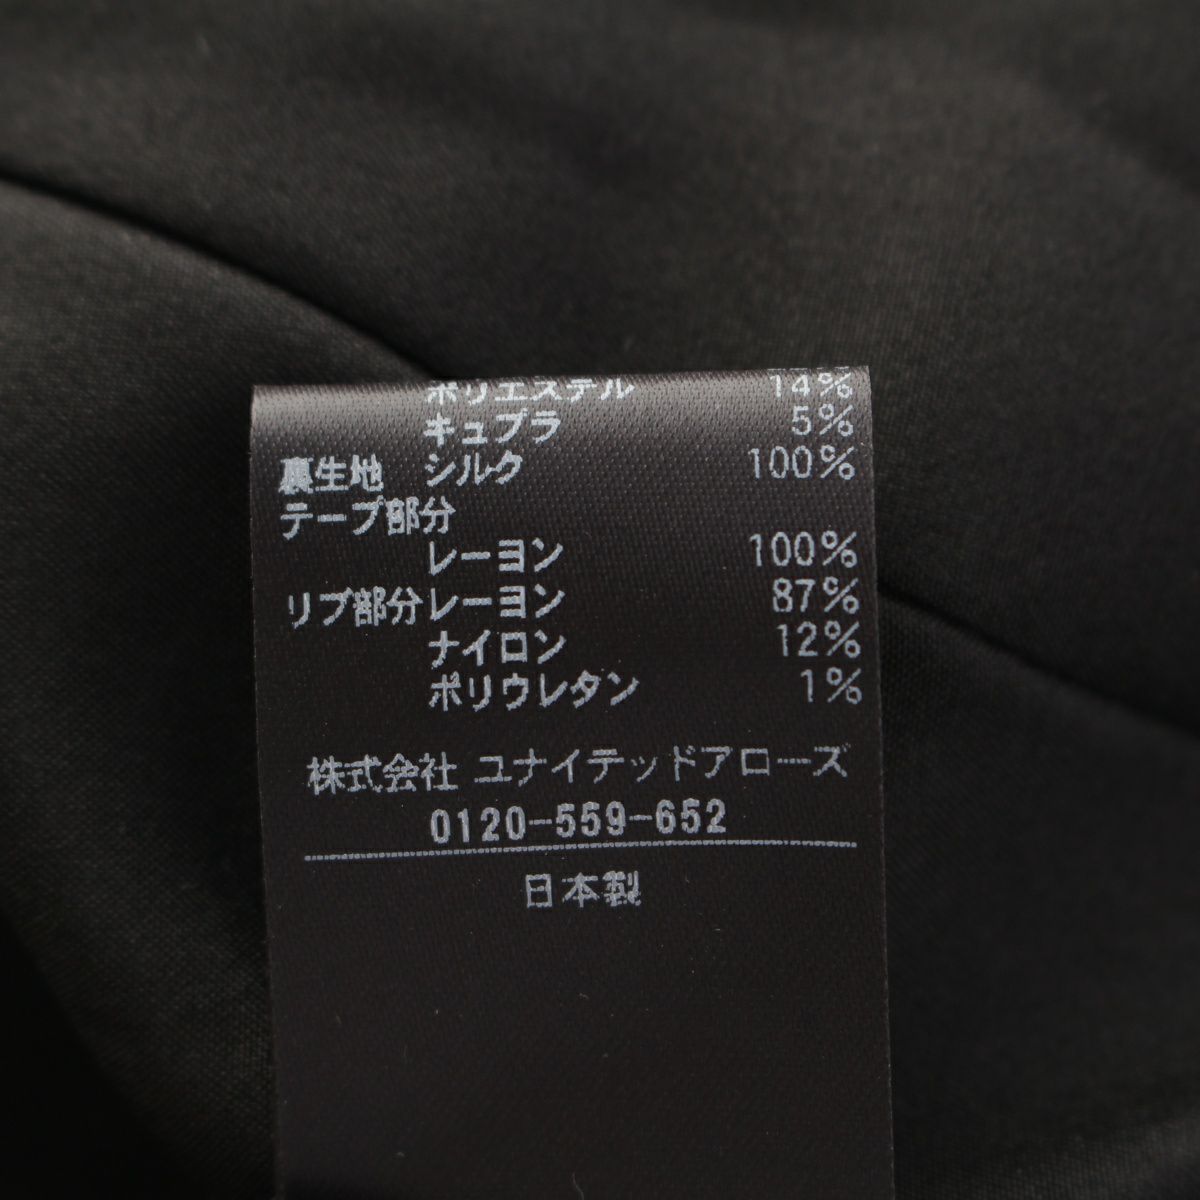 ポリエステル 14%
キュプラ 5%
裏生地 シルク 100%
テープ部分
レーヨン 100%
リブ部分 レーヨン 87%
ナイロン 12%
ポリウレタン 1%
株式会社 ユナイテッドアローズ
0120-559-652
日本製